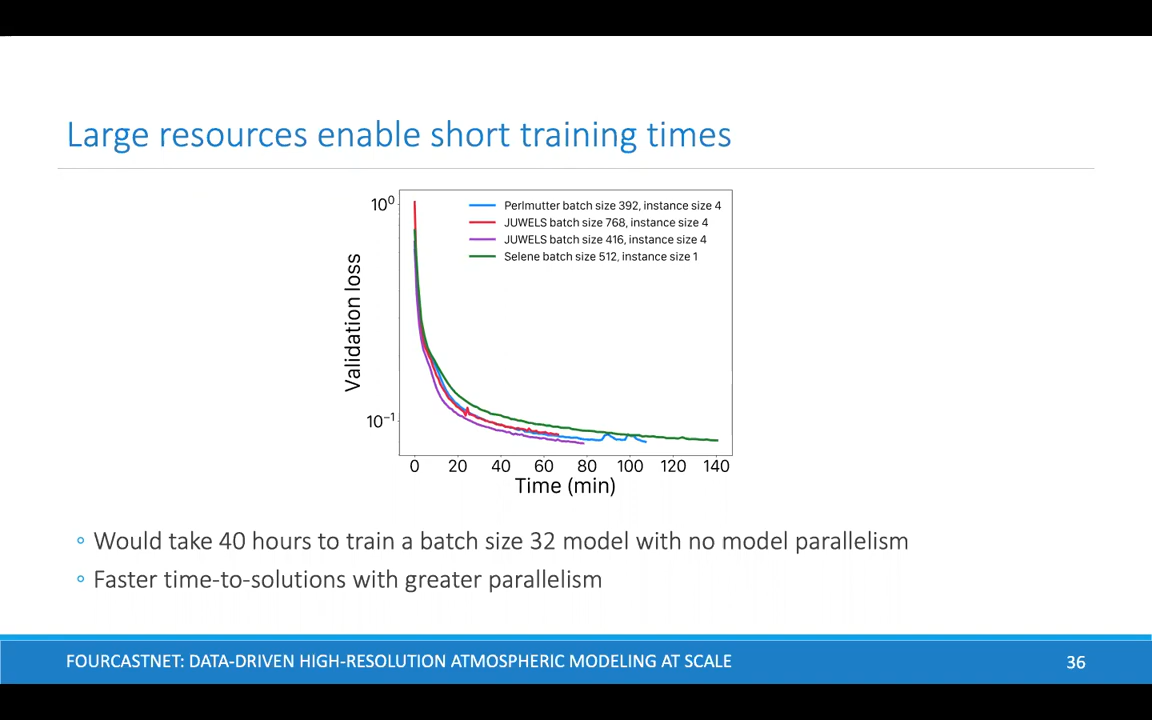 Large resources enable short training times
10⁰
Perlmutter batch size 392, instance size 4
JUWELS batch size 768, instance size 4
JUWELS batch size 416, instance size 4
Selene batch size 512, instance size 1
Validation loss
10⁻¹
0 20 40 60 80 100 120 140
Time (min)
◦ Would take 40 hours to train a batch size 32 model with no model parallelism
◦ Faster time-to-solutions with greater parallelism
FOURCASTNET: DATA-DRIVEN HIGH-RESOLUTION ATMOSPHERIC MODELING AT SCALE
36